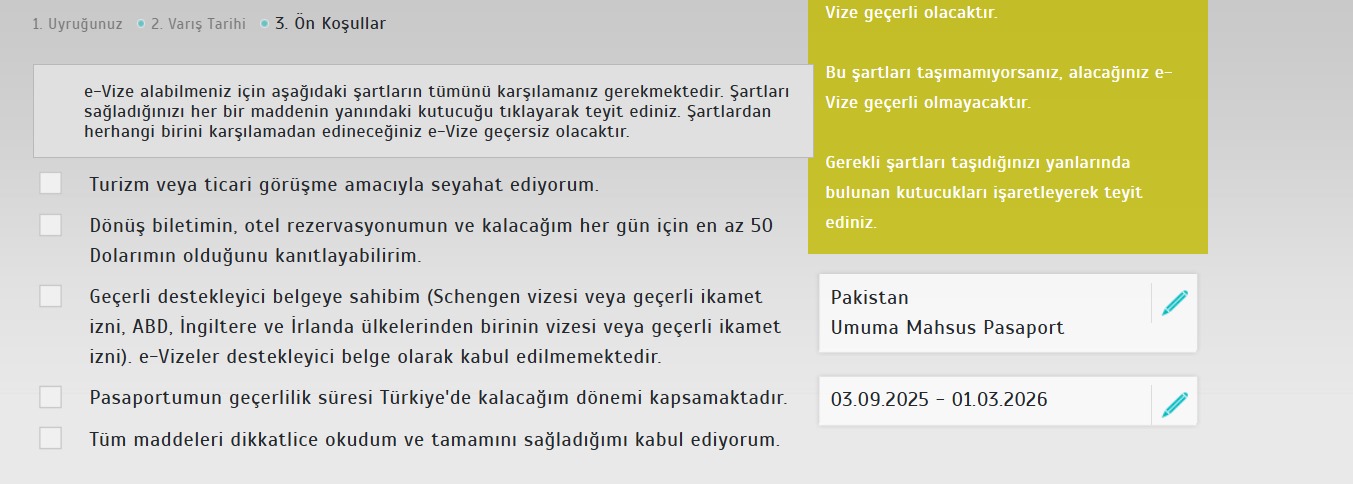 1. Uyruğunuz 2. Varış Tarihi 3. Ön Koşullar
e-Vize alabilmeniz için aşağıdaki şartların tümünü karşılamanız gerekmektedir. Şartları
sağladığınızı her bir maddenin yanındaki kutucuğu tıklayarak teyit ediniz. Şartlardan
herhangi birini karşılamadan edineceğiniz e-Vize geçersiz olacaktır.
Turizm veya ticari görüşme amacıyla seyahat ediyorum.
Dönüş biletimin, otel rezervasyonumun ve kalacağım her gün için en az 50
Dolarımın olduğunu kanıtlayabilirim.
Geçerli destekleyici belgeye sahibim (Schengen vizesi veya geçerli ikamet
izni, ABD, İngiltere ve İrlanda ülkelerinden birinin vizesi veya geçerli ikamet
izni). e-Vizeler destekleyici belge olarak kabul edilmemektedir.
Pasaportumun geçerlilik süresi Türkiye'de kalacağım dönemi kapsamaktadır.
Tüm maddeleri dikkatlice okudum ve tamamını sağladığımı kabul ediyorum.
Vize geçerli olacaktır.
Bu şartları taşımamıyorsanız, alacağınız e-
Vize geçerli olmayacaktır.
Gerekli şartları taşıdığınızı yanlarında
bulunan kutucukları işaretleyerek teyit
ediniz.
Pakistan
Umuma Mahsus Pasaport
03.09.2025 - 01.03.2026